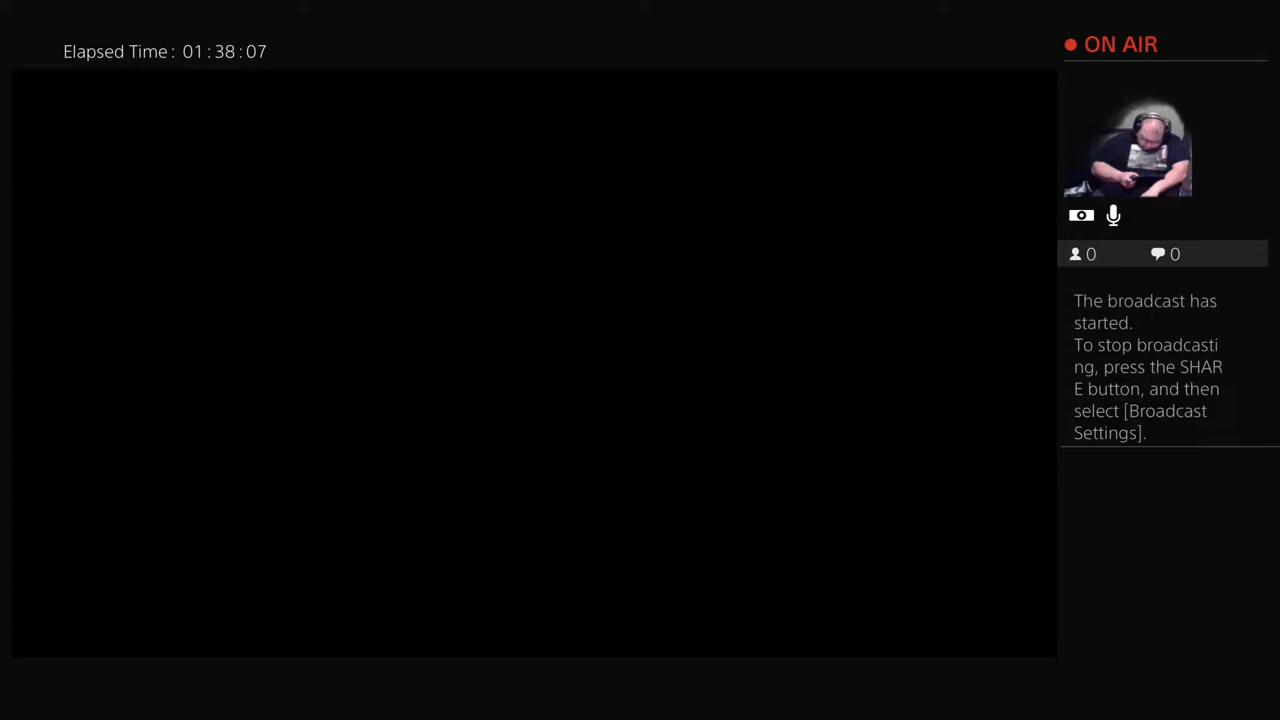 Elapsed Time : 01 : 38 : 07
ON AIR
0 0
The broadcast has
started.
To stop broadcasti
ng, press the SHAR
E button, and then
select [Broadcast
Settings].